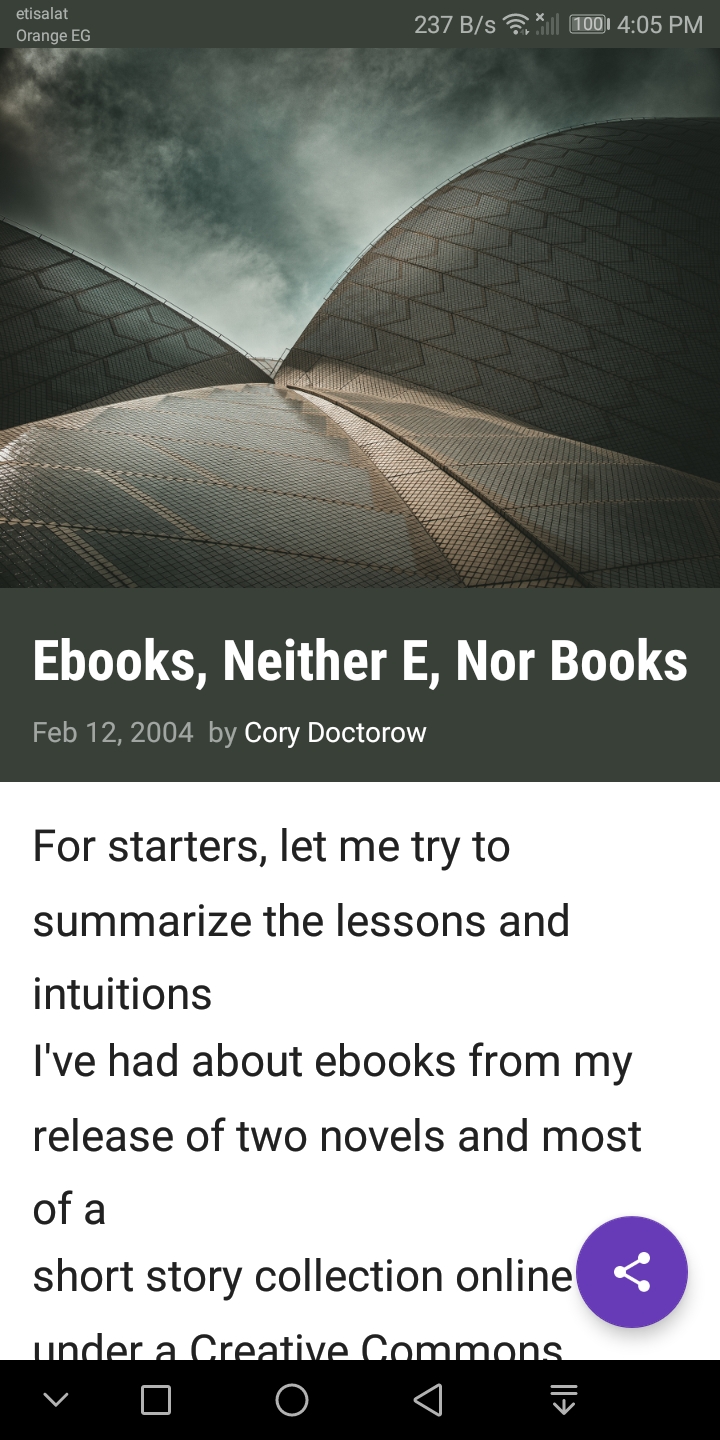 etisalat
Orange EG
237 B/s
100
4:05 PM
Ebooks, Neither E, Nor Books
Feb 12, 2004 by Cory Doctorow
For starters, let me try to
summarize the lessons and
intuitions
I've had about ebooks from my
release of two novels and most
of a
short story collection online
under a Creative Commons